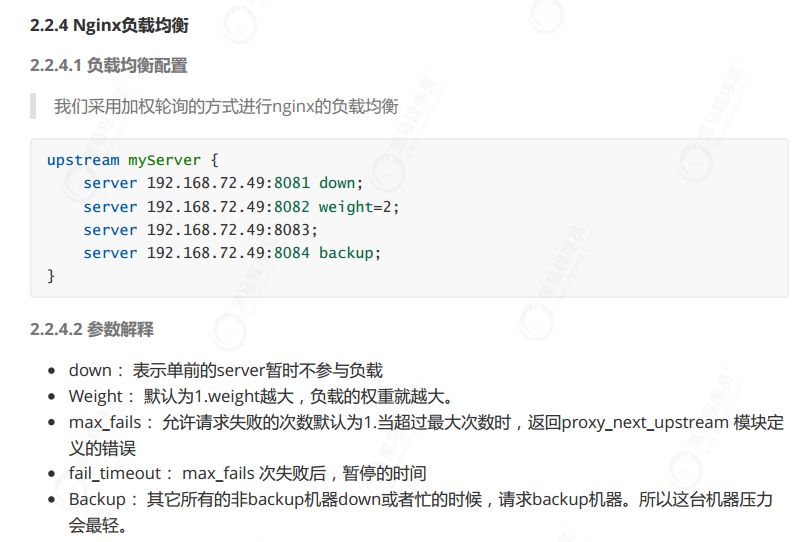 2.2.4 Nginx负载均衡
2.2.4.1 负载均衡配置
我们采用加权轮询的方式进行nginx的负载均衡
upstream myServer {
    server 192.168.72.49:8081 down;
    server 192.168.72.49:8082 weight=2;
    server 192.168.72.49:8083;
    server 192.168.72.49:8084 backup;
}
2.2.4.2 参数解释
• down： 表示单前的server暂时不参与负载
• Weight： 默认为1.weight越大，负载的权重就越大。
• max_fails： 允许请求失败的次数默认为1.当超过最大次数时，返回proxy_next_upstream 模块定
义的错误
• fail_timeout： max_fails 次失败后，暂停的时间
• Backup： 其它所有的非backup机器down或者忙的时候，请求backup机器。所以这台机器压力
会最轻。